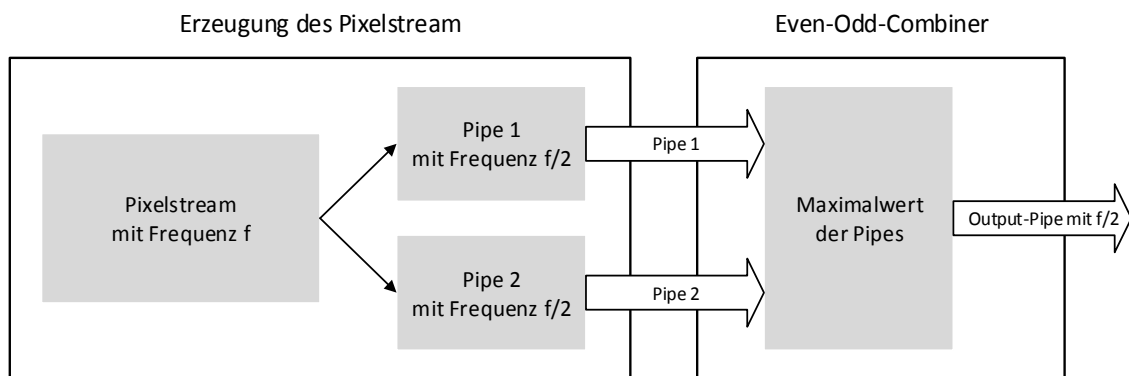 Erzeugung des Pixelstream
Even-Odd-Combiner
Pixelstream
mit Frequenz f
Pipe 1
mit Frequenz f/2
Pipe 2
mit Frequenz f/2
Pipe 1
Pipe 2
Maximalwert
der Pipes
Output-Pipe mit f/2